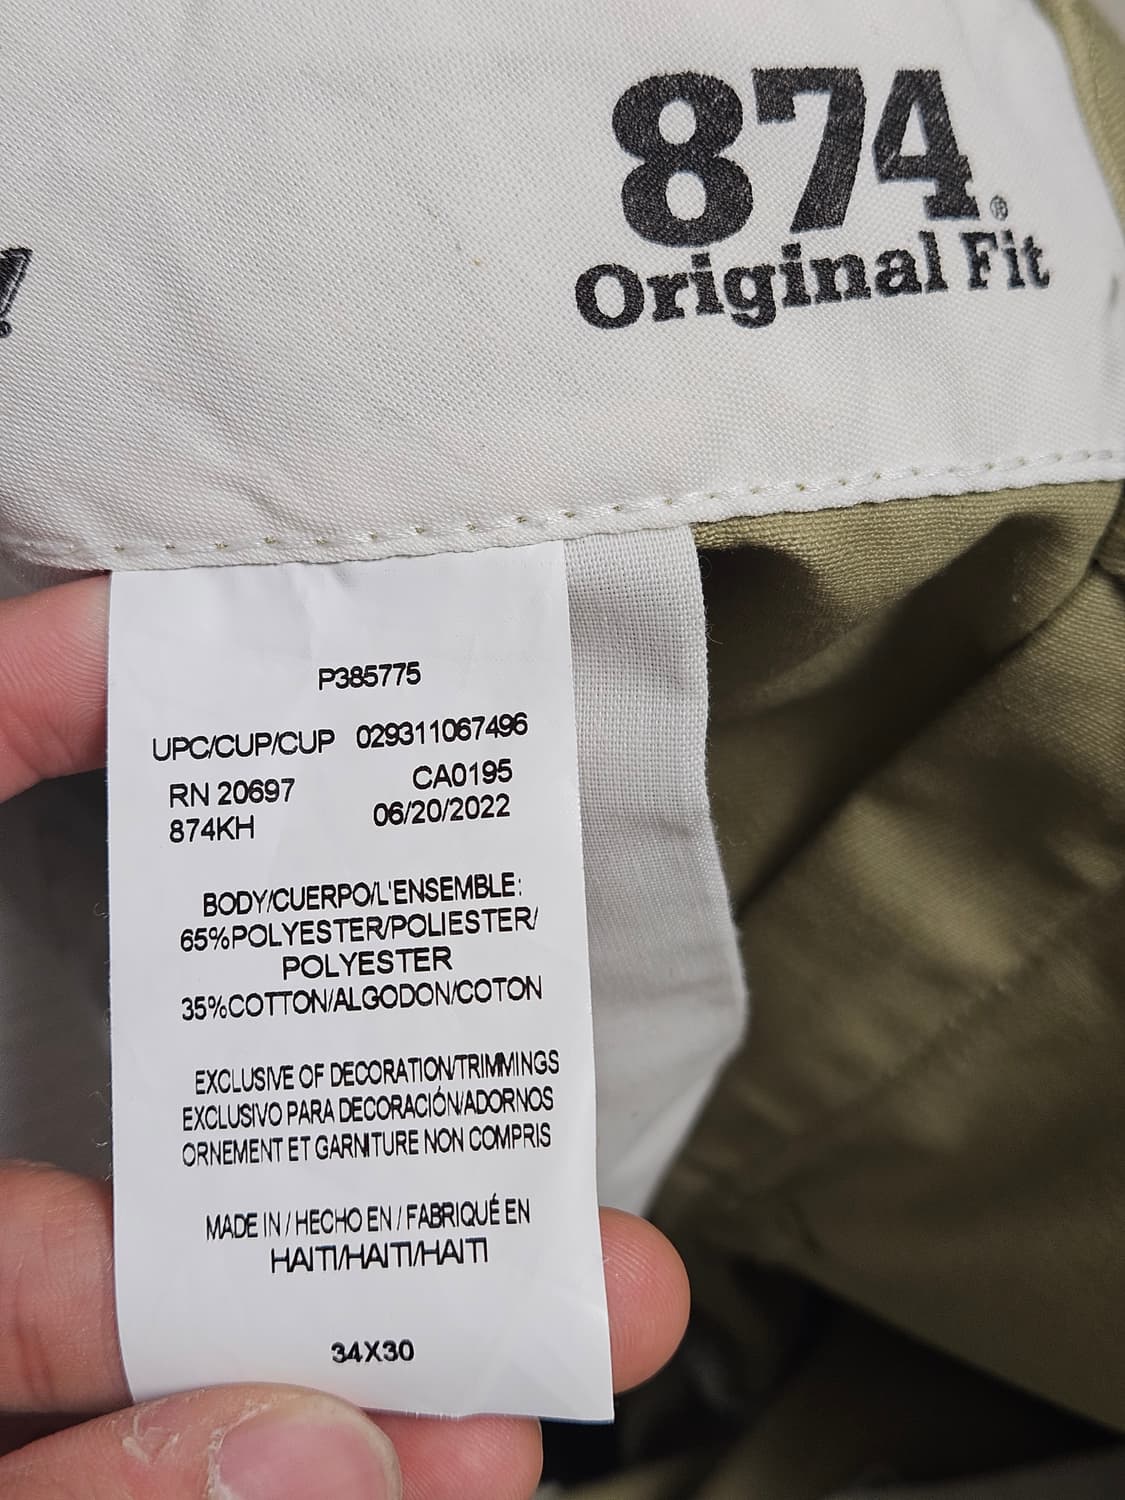 874®
Original Fit
P385775
UPC/CUP/CUP 029311067496
RN 20697 CA0195
874KH 06/20/2022
BODY/CUERPO/L'ENSEMBLE:
65%POLYESTER/POLIESTER/
POLYESTER
35%COTTON/ALGODON/COTON
EXCLUSIVE OF DECORATION/TRIMMINGS
EXCLUSIVO PARA DECORACIÓN/ADORNOS
ORNEMENT ET GARNITURE NON COMPRIS
MADE IN / HECHO EN / FABRIQUÉ EN
HAITI/HAITI/HAITI
34X30